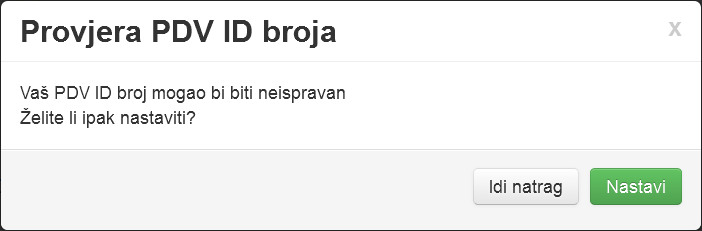 Provjera PDV ID broja
x
Vaš PDV ID broj mogao bi biti neispravan
Želite li ipak nastaviti?
Idi natrag
Nastavi